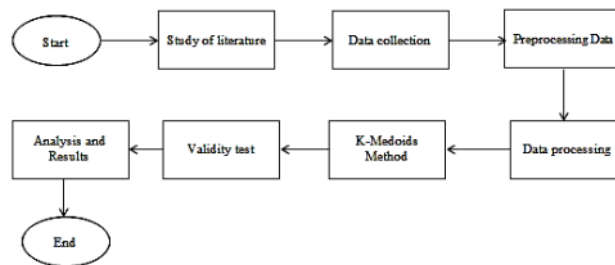 Start
Study of literature
Data collection
Preprocessing Data
Data processing
K-Medoids
Method
Validity test
Analysis and
Results
End